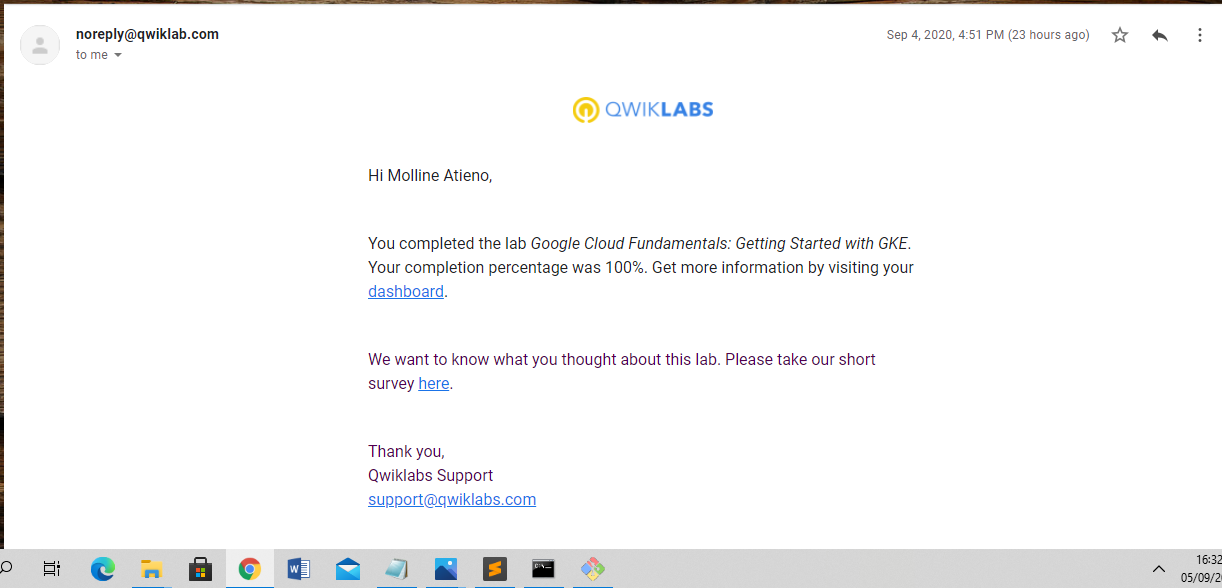 noreply@qwiklab.com
Sep 4, 2020, 4:51 PM (23 hours ago)
to me
QWIKLABS
Hi Molline Atieno,
You completed the lab Google Cloud Fundamentals: Getting Started with GKE.
Your completion percentage was 100%. Get more information by visiting your
dashboard.
We want to know what you thought about this lab. Please take our short
survey here.
Thank you,
Qwiklabs Support
support@qwiklabs.com
16:32
05/09/2